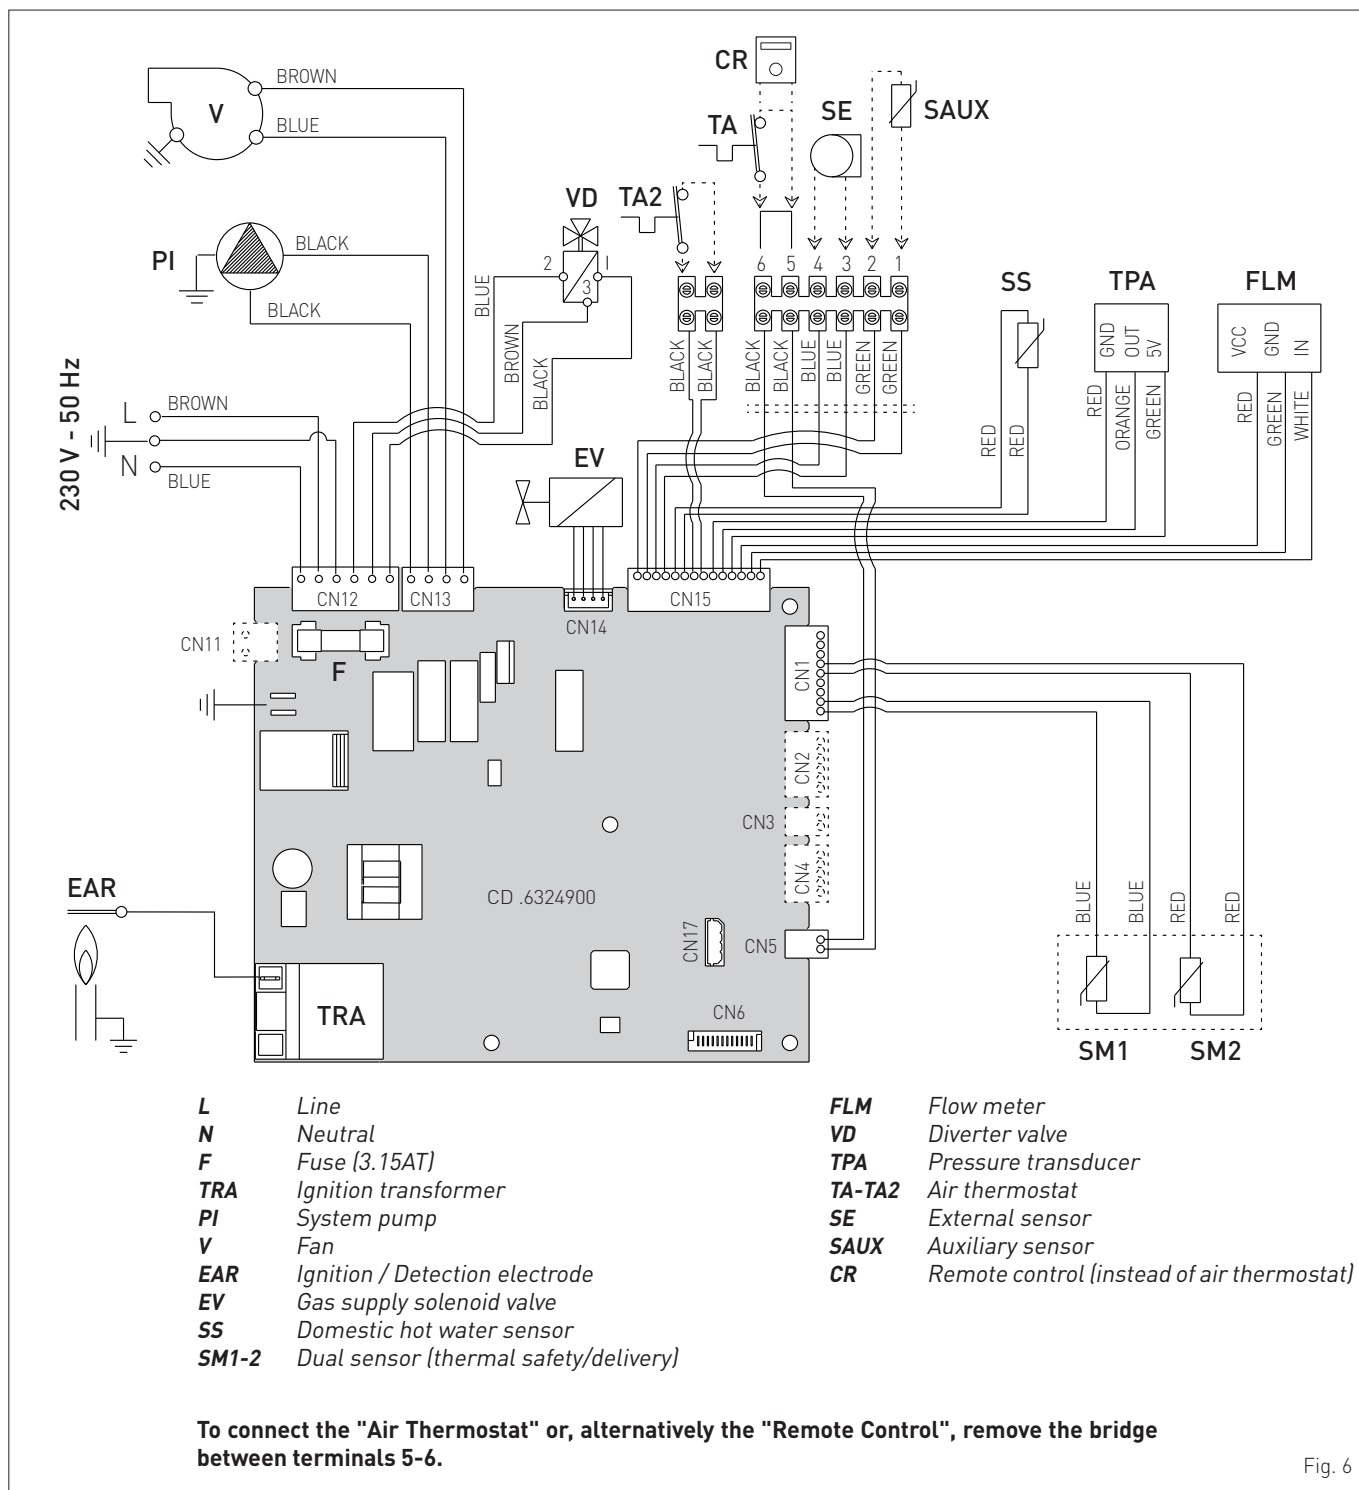 CR
BROWN
V
BLUE
TA
SE
SAUX
VD
TA2
PI
BLACK
BLACK
2
1
3
BLUE
BROWN
BLACK
6
5
4
3
2
1
BLACK
BLACK
BLACK
BLACK
BLUE
BLUE
GREEN
GREEN
SS
RED
RED
TPA
GND
OUT
5V
RED
ORANGE
GREEN
FLM
VCC
GND
IN
RED
GREEN
WHITE
230 V - 50 Hz
L
BROWN
N
BLUE
EV
CN12
CN13
CN14
CN15
CN11
F
CN1
CN2
CN3
CN4
CD .6324900
CN17
CN5
CN6
EAR
TRA
BLUE
BLUE
RED
RED
SM1
SM2
L Line
N Neutral
F Fuse (3.15AT)
TRA Ignition transformer
PI System pump
V Fan
EAR Ignition / Detection electrode
EV Gas supply solenoid valve
SS Domestic hot water sensor
SM1-2 Dual sensor (thermal safety/delivery)
FLM Flow meter
VD Diverter valve
TPA Pressure transducer
TA-TA2 Air thermostat
SE External sensor
SAUX Auxiliary sensor
CR Remote control (instead of air thermostat)
To connect the "Air Thermostat" or, alternatively the "Remote Control", remove the bridge
between terminals 5-6.
Fig. 6